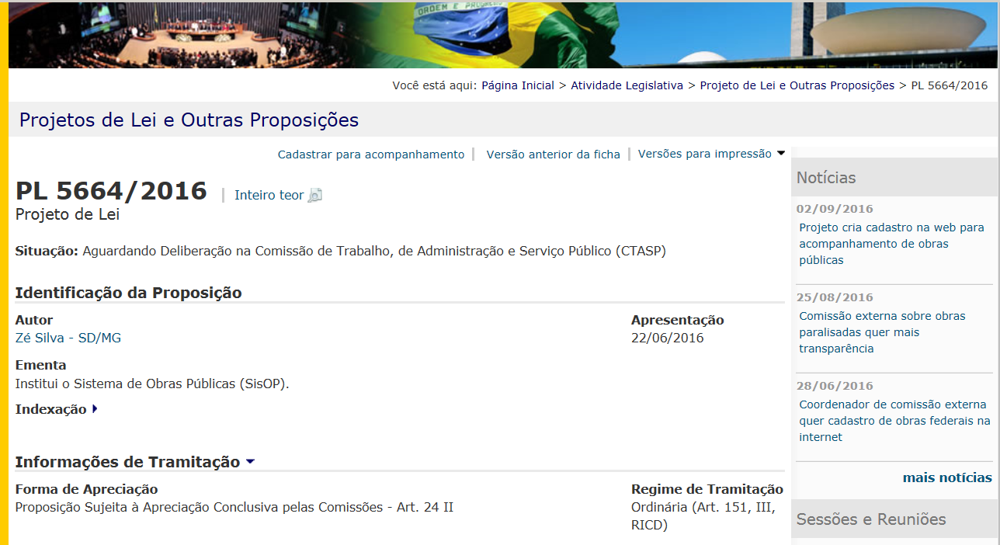 ORDEM E PROGRE
Você está aqui: Página Inicial > Atividade Legislativa > Projeto de Lei e Outras Proposições > PL 5664/2016
Projetos de Lei e Outras Proposições
Cadastrar para acompanhamento | Versão anterior da ficha | Versões para impressão
PL 5664/2016 | Inteiro teor
Projeto de Lei
Situação: Aguardando Deliberação na Comissão de Trabalho, de Administração e Serviço Público (CTASP)
Identificação da Proposição
Autor
Zé Silva - SD/MG
Apresentação
22/06/2016
Ementa
Institui o Sistema de Obras Públicas (SisOP).
Indexação
Informações de Tramitação
Forma de Apreciação
Proposição Sujeita à Apreciação Conclusiva pelas Comissões - Art. 24 II
Regime de Tramitação
Ordinária (Art. 151, III,
RICD)
Notícias
02/09/2016
Projeto cria cadastro na web para
acompanhamento de obras
públicas
25/08/2016
Comissão externa sobre obras
paralisadas quer mais
transparência
28/06/2016
Coordenador de comissão externa
quer cadastro de obras federais na
internet
mais notícias
Sessões e Reuniões